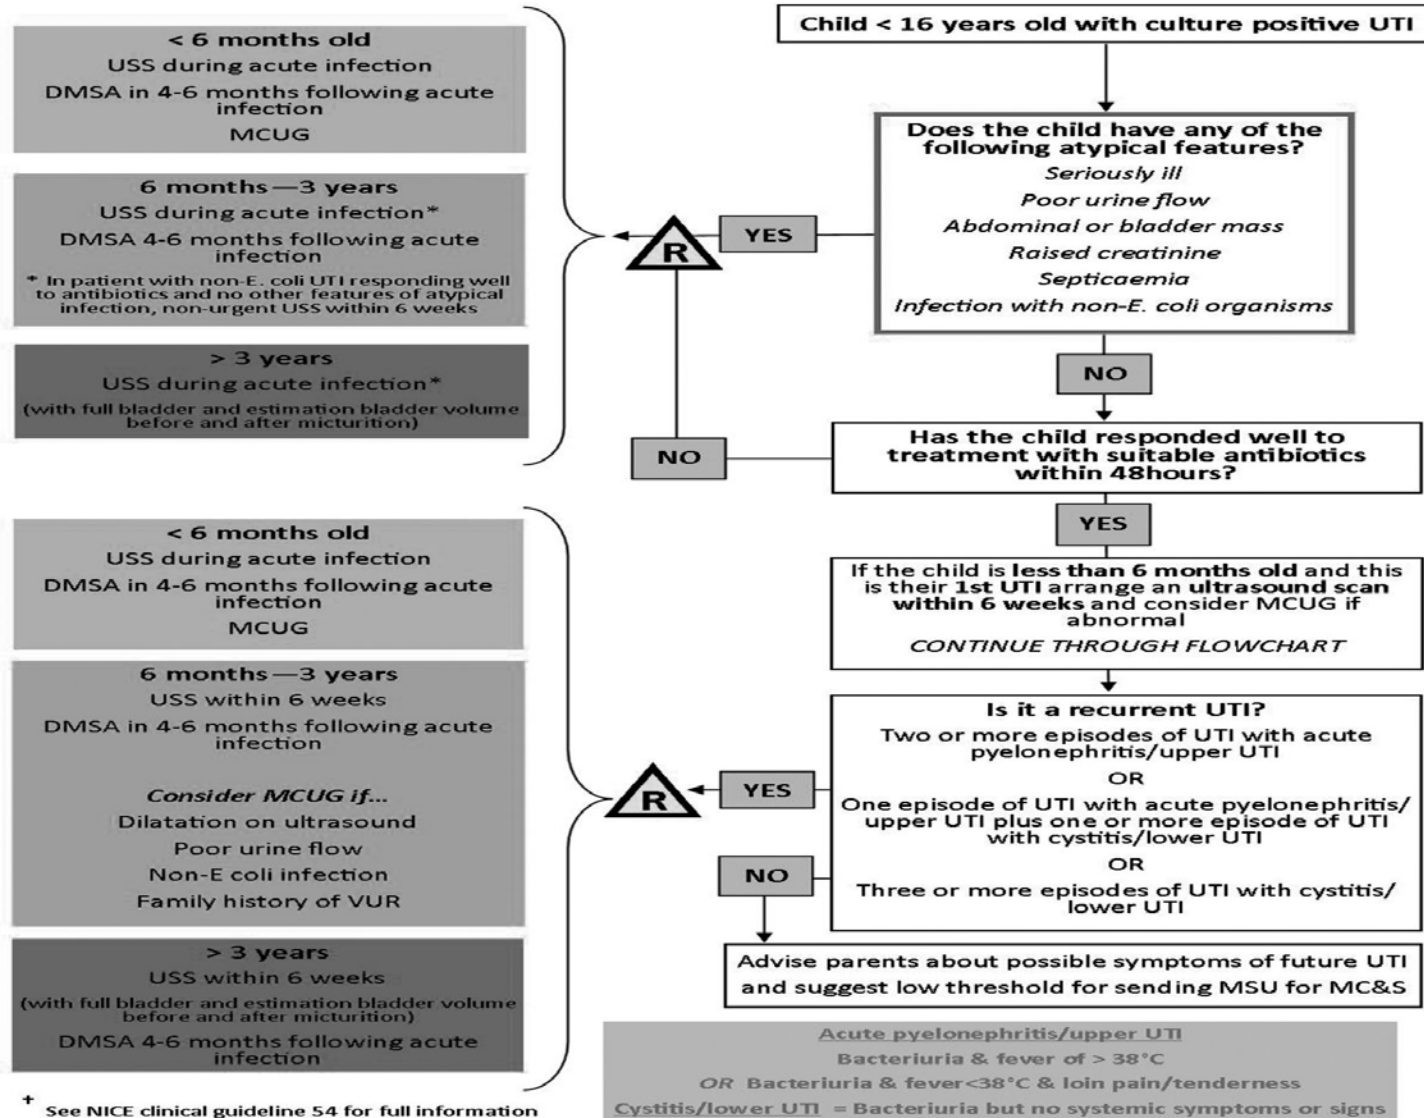 Child < 16 years old with culture positive UTI
Does the child have any of the
following atypical features?
Seriously ill
Poor urine flow
Abdominal or bladder mass
Raised creatinine
Septicaemia
Infection with non-E. coli organisms
YES
R
< 6 months old
USS during acute infection
DMSA in 4-6 months following acute
infection
MCUG
6 months—3 years
USS during acute infection*
DMSA 4-6 months following acute
infection
* In patient with non-E. coli UTI responding well
to antibiotics and no other features of atypical
infection, non-urgent USS within 6 weeks
> 3 years
USS during acute infection*
(with full bladder and estimation bladder volume
before and after micturition)
NO
Has the child responded well to
treatment with suitable antibiotics
within 48hours?
NO
YES
If the child is less than 6 months old and this
is their 1st UTI arrange an ultrasound scan
within 6 weeks and consider MCUG if
abnormal
CONTINUE THROUGH FLOWCHART
Is it a recurrent UTI?
Two or more episodes of UTI with acute
pyelonephritis/upper UTI
OR
One episode of UTI with acute pyelonephritis/
upper UTI plus one or more episode of UTI
with cystitis/lower UTI
OR
Three or more episodes of UTI with cystitis/
lower UTI
YES
R
< 6 months old
USS during acute infection
DMSA in 4-6 months following acute
infection
MCUG
6 months—3 years
USS within 6 weeks
DMSA in 4-6 months following acute
infection
Consider MCUG if...
Dilatation on ultrasound
Poor urine flow
Non-E coli infection
Family history of VUR
> 3 years
USS within 6 weeks
(with full bladder and estimation bladder volume
before and after micturition)
DMSA 4-6 months following acute
infection
NO
Advise parents about possible symptoms of future UTI
and suggest low threshold for sending MSU for MC&S
Acute pyelonephritis/upper UTI
Bacteriuria & fever of > 38°C
OR Bacteriuria & fever<38°C & loin pain/tenderness
Cystitis/lower UTI = Bacteriuria but no systemic symptoms or signs
+ See NICE clinical guideline 54 for full information